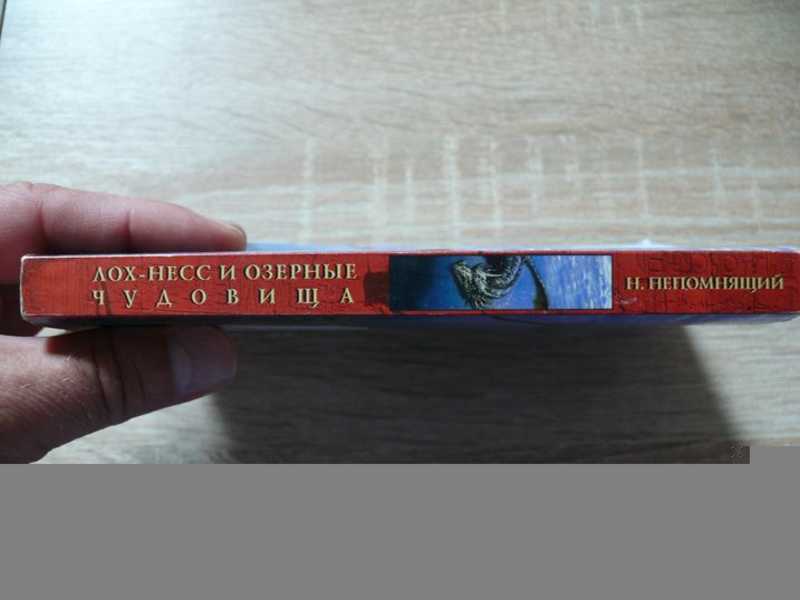 ЛОХ-НЕСС И ОЗЕРНЫЕ
ЧУДОВИЩА
Н. НЕПОМНЯЩИЙ